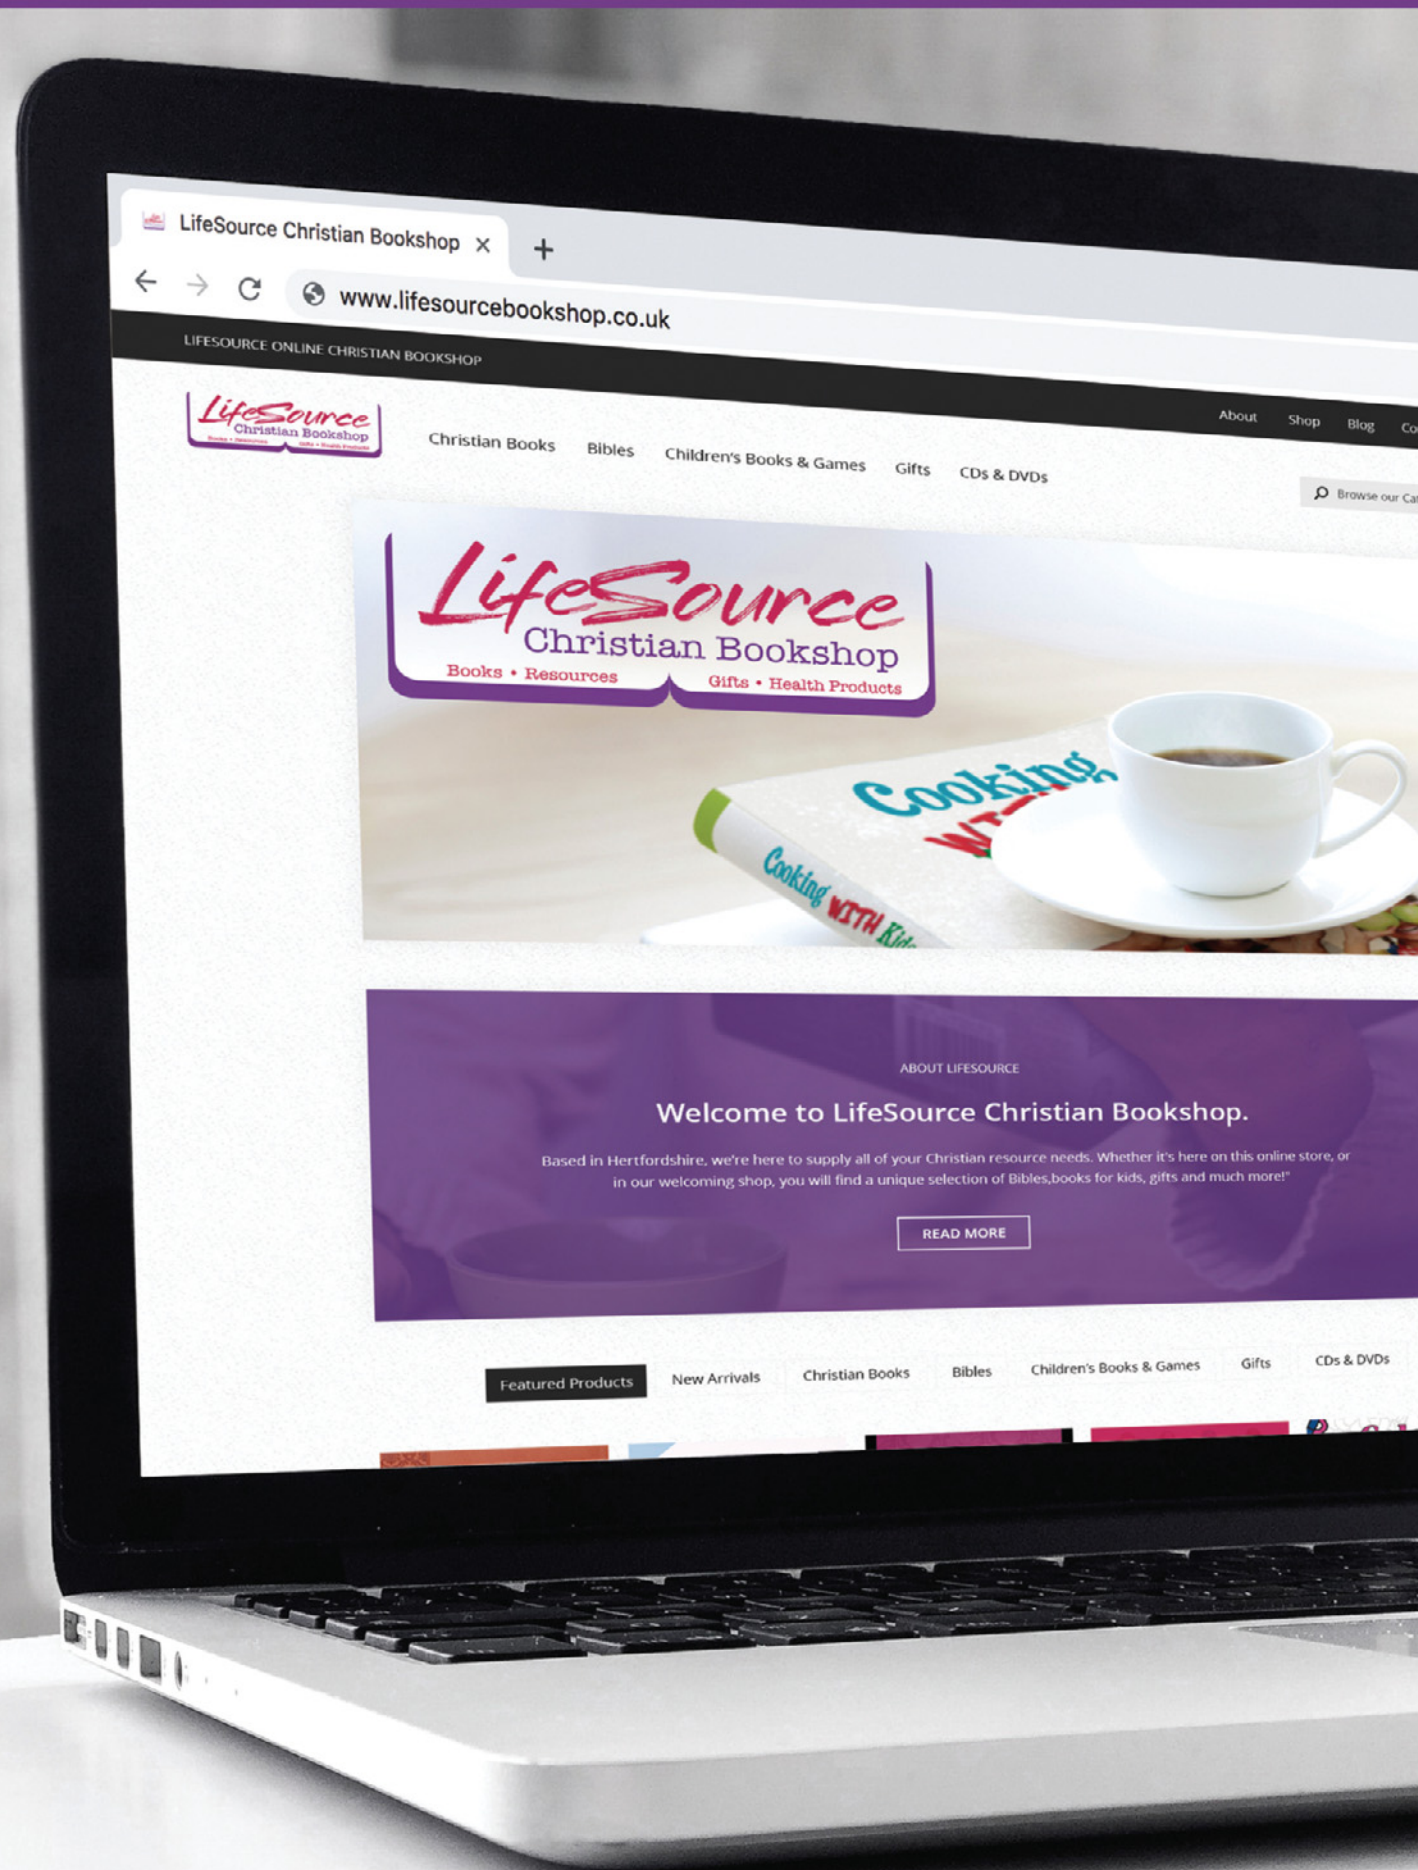 LifeSource Christian Bookshop
www.lifesourcebookshop.co.uk
LIFESOURCE ONLINE CHRISTIAN BOOKSHOP
About Shop Blog
LifeSource
Christian Bookshop
Christian Books Bibles Children's Books & Games Gifts CDs & DVDs
Browse our
LifeSource
Christian Bookshop
Books • Resources Gifts • Health Products
Cooking
Cooking WITH
ABOUT LIFESOURCE
Welcome to LifeSource Christian Bookshop.
Based in Hertfordshire, we're here to supply all of your Christian resource needs. Whether it's here on this online store, or
in our welcoming shop, you will find a unique selection of Bibles,books for kids, gifts and much more!"
READ MORE
Featured Products New Arrivals Christian Books Bibles Children's Books & Games Gifts CDs & DVDs